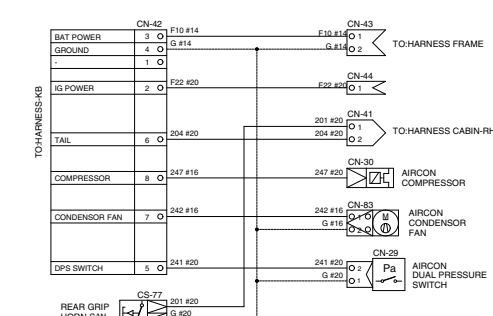 CN-42 CN-43
BAT POWER 3 F10 #14 F10 #14 1
GROUND 4 G #14 G #14 2 TO:HARNESS FRAME
- 1
CN-44
IG POWER 2 F22 #20 F22 #20 1
TO:HARNESS-KB
CN-41
201 #20 1
TAIL 6 204 #20 204 #20 2 TO:HARNESS CABIN-RH
CN-30
COMPRESSOR 8 247 #16 247 #20 AIRCON
COMPRESSOR
CN-83
CONDENSOR FAN 7 242 #16 242 #16 1 M AIRCON
G #16 2 CONDENSOR
FAN
CN-29
DPS SWITCH 5 241 #20 241 #20 2 Pa AIRCON
G #20 1 DUAL PRESSURE
SWITCH
CS-77
REAR GRIP 201 #20
HORN SAW G #20